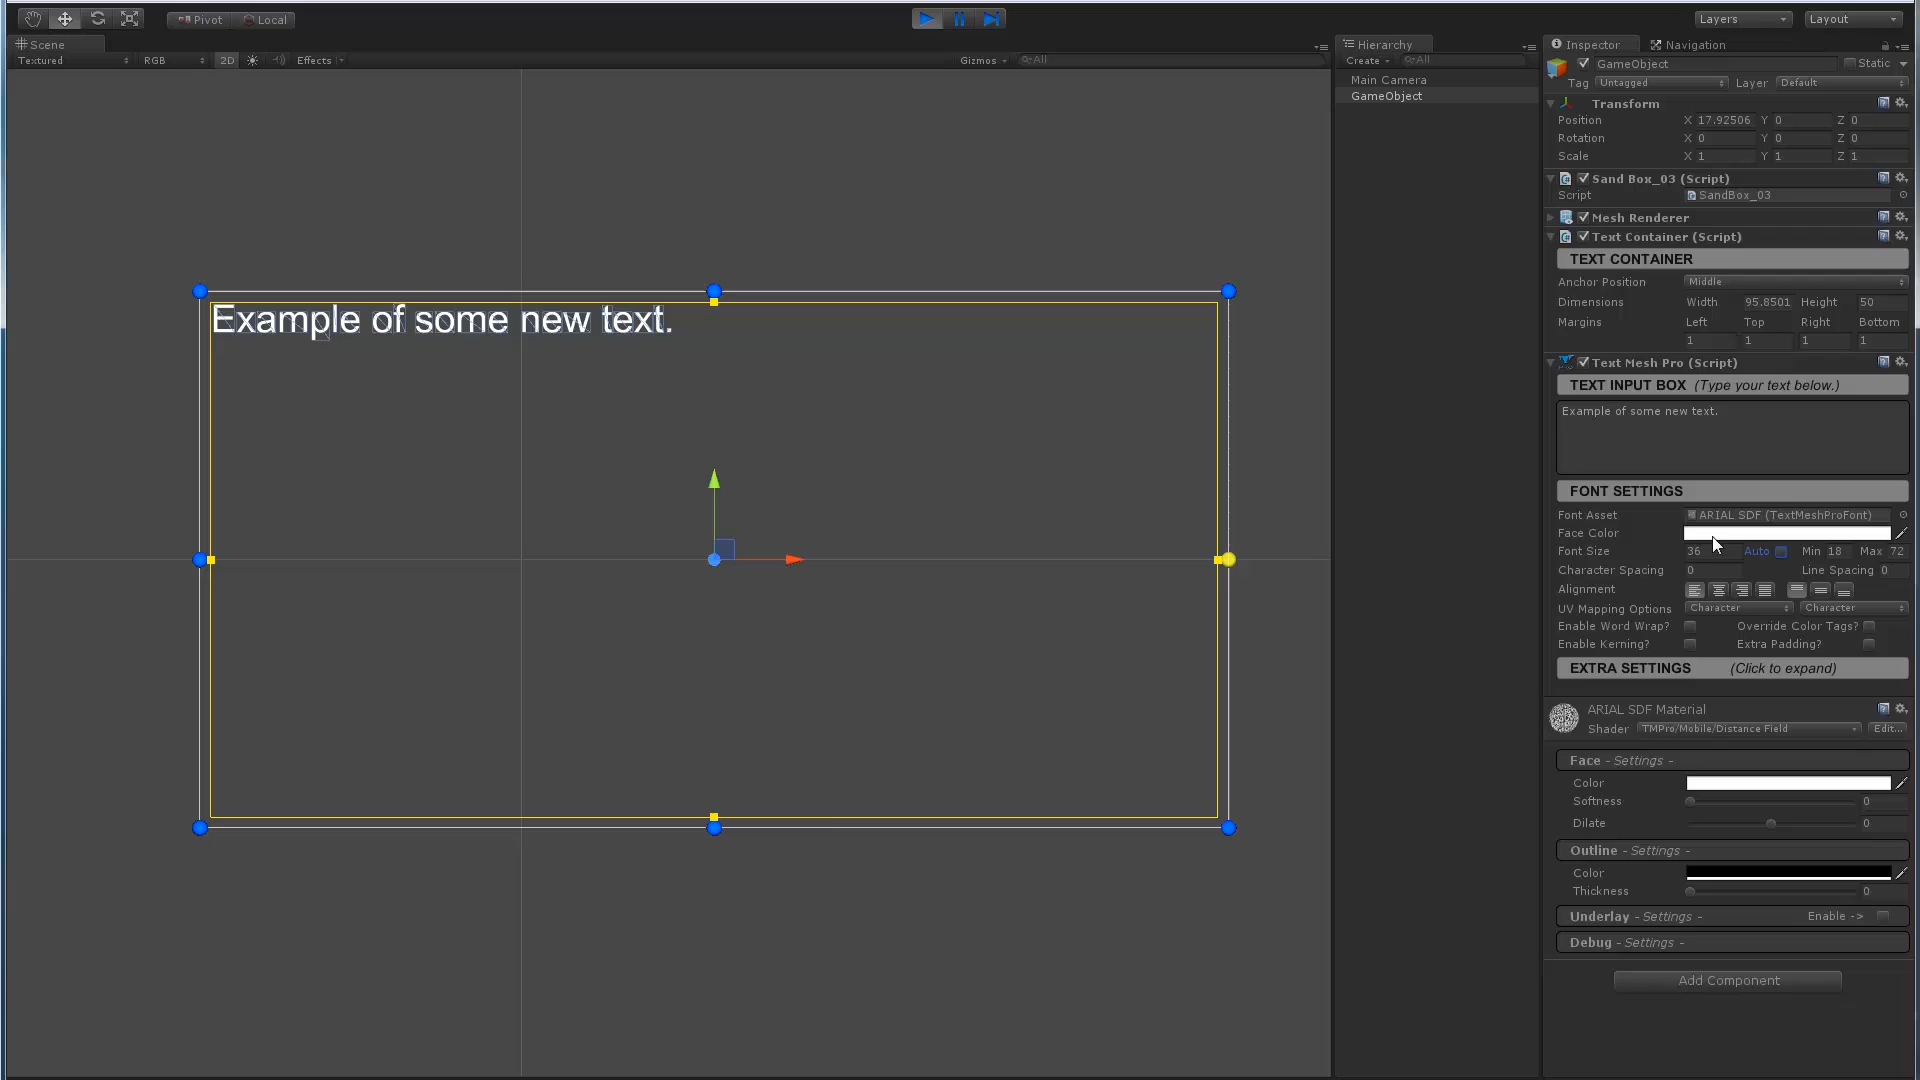 Pivot Local Layers Layout
Scene
Textured RGB 2D Effects Gizmos All
Example of some new text.
Hierarchy
Create All
Main Camera
GameObject
Inspector Navigation
GameObject Static
Tag Untagged Layer Default
Transform
Position X 17.92506 Y 0 Z 0
Rotation X 0 Y 0 Z 0
Scale X 1 Y 1 Z 1
Sand Box_03 (Script)
Script SandBox_03
Mesh Renderer
Text Container (Script)
TEXT CONTAINER
Anchor Position Middle
Dimensions Width 95.8501 Height 50
Margins Left Top Right Bottom
1 1 1 1
Text Mesh Pro (Script)
TEXT INPUT BOX (Type your text below.)
Example of some new text.
FONT SETTINGS
Font Asset ARIAL SDF (TextMeshProFont)
Face Color
Font Size 36 Auto Min 18 Max 72
Character Spacing 0 Line Spacing 0
Alignment
UV Mapping Options Character Character
Enable Word Wrap? Override Color Tags?
Enable Kerning? Extra Padding?
EXTRA SETTINGS (Click to expand)
ARIAL SDF Material
Shader TMPro/Mobile/Distance Field Edit...
Face - Settings -
Color
Softness 0
Dilate 0
Outline - Settings -
Color
Thickness 0
Underlay - Settings - Enable ->
Debug - Settings -
Add Component